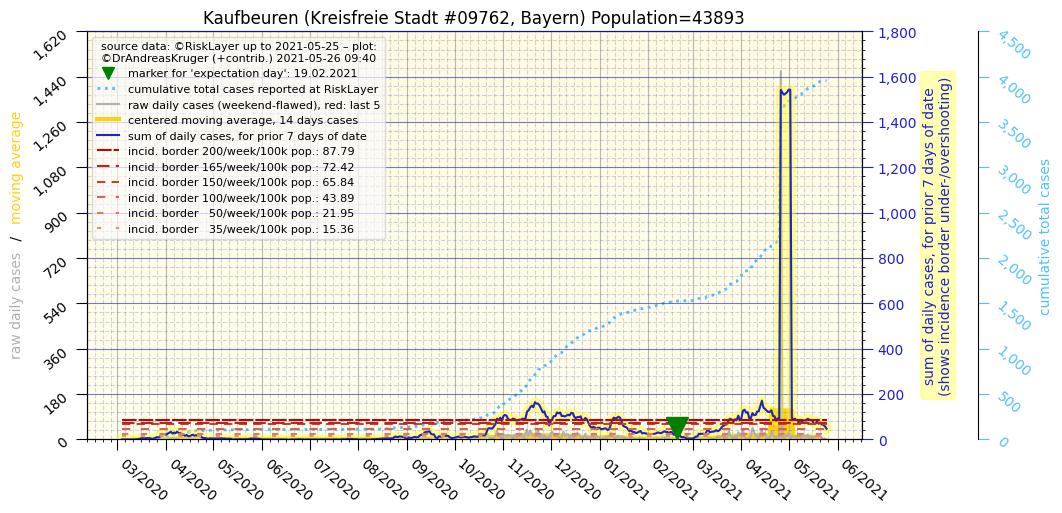 Kaufbeuren (Kreisfreie Stadt #09762, Bayern) Population=43893
source data: ©RiskLayer up to 2021-05-25 – plot:
©DrAndreasKruger (+contrib.) 2021-05-26 09:40
marker for 'expectation day': 19.02.2021
cumulative total cases reported at RiskLayer
raw daily cases (weekend-flawed), red: last 5
centered moving average, 14 days cases
sum of daily cases, for prior 7 days of date
incid. border 200/week/100k pop.: 87.79
incid. border 165/week/100k pop.: 72.42
incid. border 150/week/100k pop.: 65.84
incid. border 100/week/100k pop.: 43.89
incid. border 50/week/100k pop.: 21.95
incid. border 35/week/100k pop.: 15.36
raw daily cases / moving average
1,620
1,440
1,260
1,080
900
720
540
360
180
0
03/2020
04/2020
05/2020
06/2020
07/2020
08/2020
09/2020
10/2020
11/2020
12/2020
01/2021
02/2021
03/2021
04/2021
05/2021
06/2021
1,800
1,600
1,400
1,200
1,000
800
600
400
200
0
sum of daily cases, for prior 7 days of date
(shows incidence border under-/overshooting)
4,500
4,000
3,500
3,000
2,500
2,000
1,500
1,000
500
0
cumulative total cases